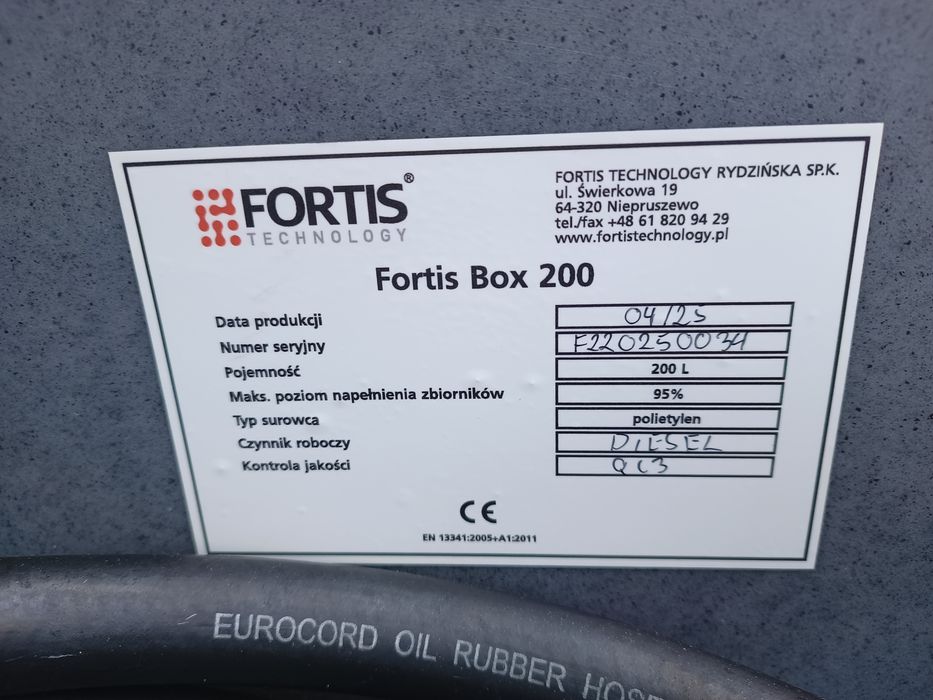 FORTIS®
TECHNOLOGY
FORTIS TECHNOLOGY RYDZIŃSKA SP.K.
ul. Świerkowa 19
64-320 Niepruszewo
tel./fax +48 61 820 94 29
www.fortistechnology.pl
Fortis Box 200
Data produkcji 04/25
Numer seryjny F220250034
Pojemność 200 L
Maks. poziom napełnienia zbiorników 95%
Typ surowca polietylen
Czynnik roboczy DIESEL
Kontrola jakości QC3
CE
EN 13341:2005+A1:2011
EUROCORD OIL RUBBER HOSE